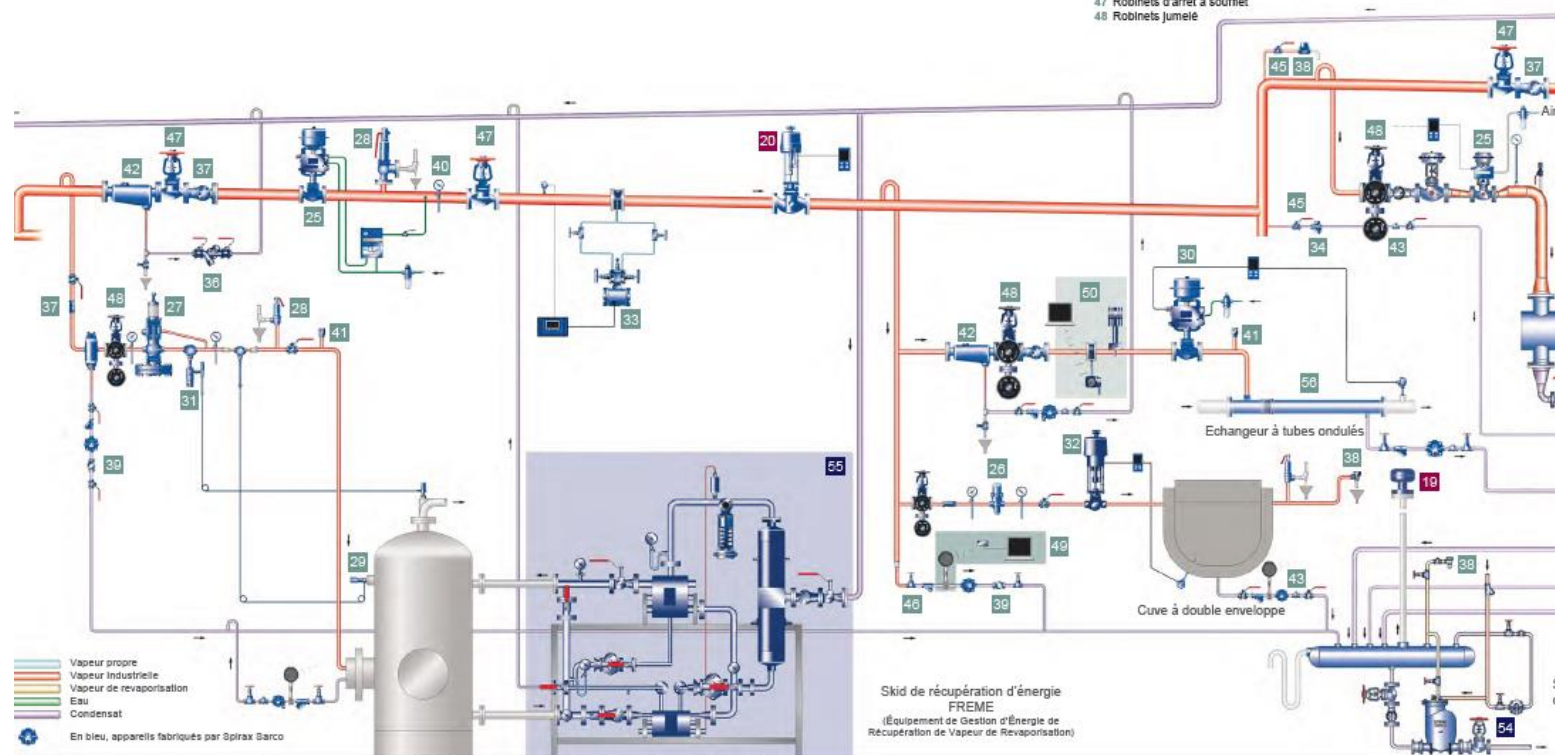 47 Robinets d'arrêt à soufflet
48 Robinets jumelé
47
45 38
37
Air
47
28
47
20
48
25
42
37
40
25
45
34
43
36
30
37
48
27
28
50
48
42
41
33
41
31
56
Echangeur à tubes ondulés
32
55
26
38
39
19
49
29
43
38
46
39
Cuve à double enveloppe
Vapeur propre
Vapeur Industrielle
Vapeur de revaporisation
Eau
Condensat
En bleu, appareils fabriqués par Spirax Sarco
Skid de récupération d'énergie
FREME
(Équipement de Gestion d'Énergie de
Récupération de Vapeur de Revaporisation)
54